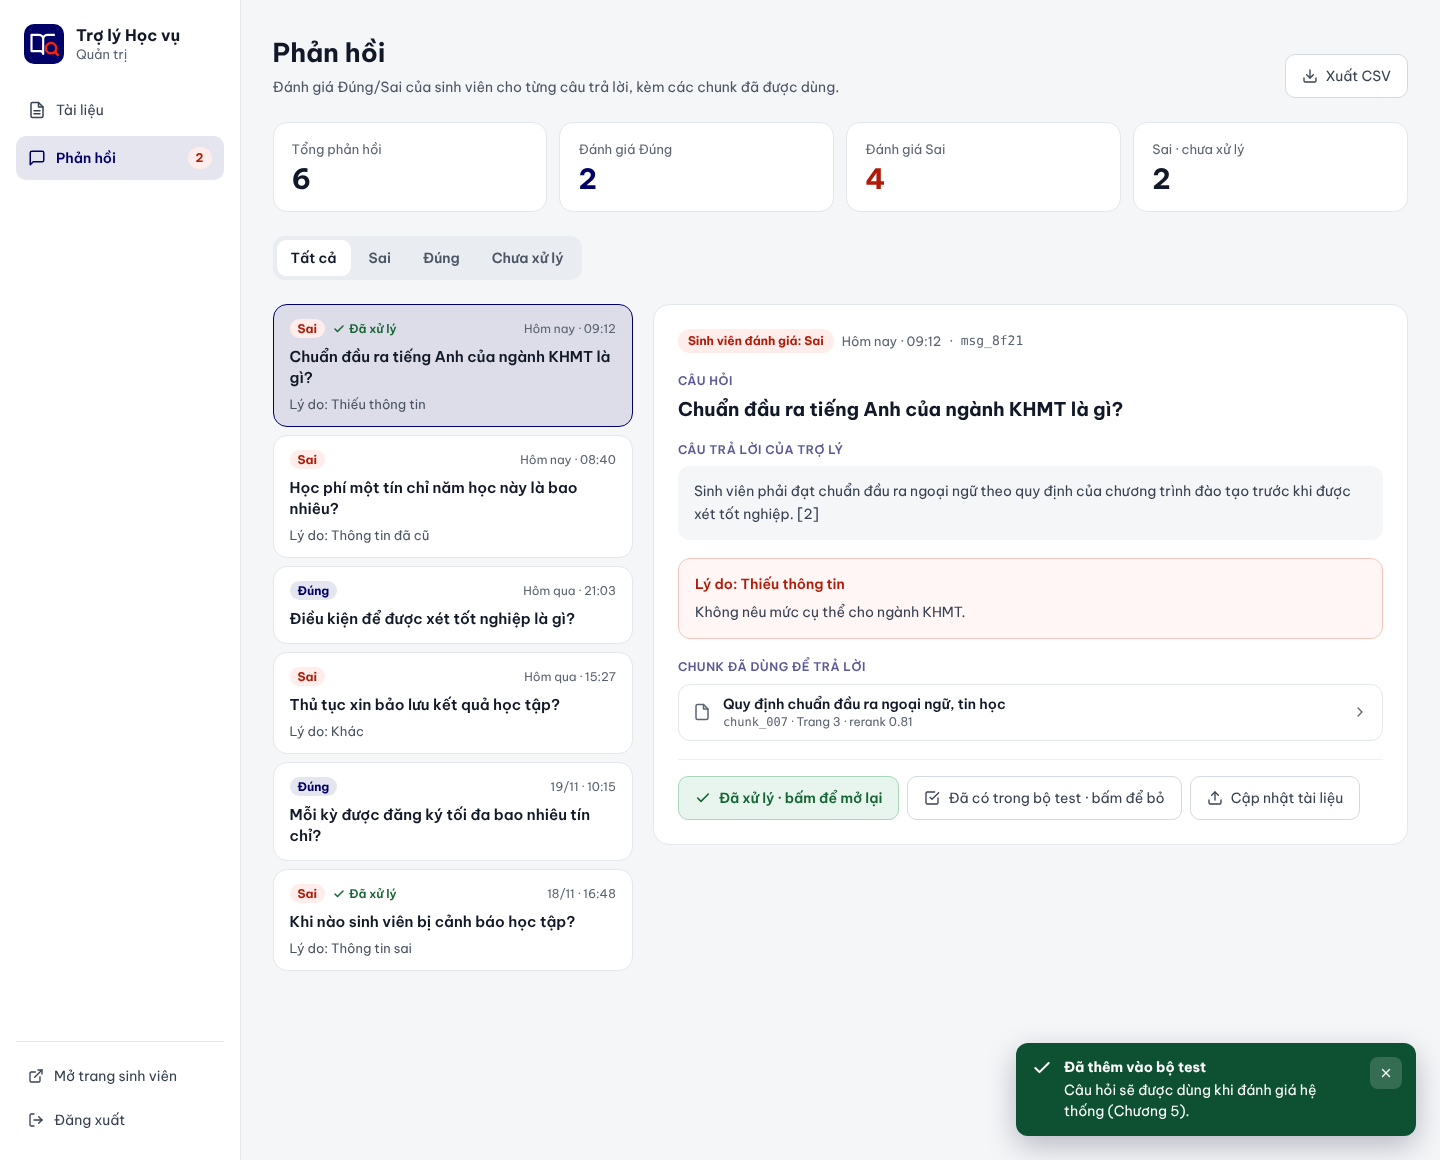 Trợ lý Học vụ
Quản trị
Tài liệu
Phản hồi
2
Mở trang sinh viên
Đăng xuất
Phản hồi
Đánh giá Đúng/Sai của sinh viên cho từng câu trả lời, kèm các chunk đã được dùng.
Xuất CSV
Tổng phản hồi
6
Đánh giá Đúng
2
Đánh giá Sai
4
Sai · chưa xử lý
2
Tất cả
Sai
Đúng
Chưa xử lý
Sai
Đã xử lý
Hôm nay · 09:12
Chuẩn đầu ra tiếng Anh của ngành KHMT là
gì?
Lý do: Thiếu thông tin
Sai
Hôm nay · 08:40
Học phí một tín chỉ năm học này là bao
nhiêu?
Lý do: Thông tin đã cũ
Đúng
Hôm qua · 21:03
Điều kiện để được xét tốt nghiệp là gì?
Sai
Hôm qua · 15:27
Thủ tục xin bảo lưu kết quả học tập?
Lý do: Khác
Đúng
19/11 · 10:15
Mỗi kỳ được đăng ký tối đa bao nhiêu tín
chỉ?
Sai
Đã xử lý
18/11 · 16:48
Khi nào sinh viên bị cảnh báo học tập?
Lý do: Thông tin sai
Sinh viên đánh giá: Sai
Hôm nay · 09:12 · msg_8f21
CÂU HỎI
Chuẩn đầu ra tiếng Anh của ngành KHMT là gì?
CÂU TRẢ LỜI CỦA TRỢ LÝ
Sinh viên phải đạt chuẩn đầu ra ngoại ngữ theo quy định của chương trình đào tạo trước khi được
xét tốt nghiệp. [2]
Lý do: Thiếu thông tin
Không nêu mức cụ thể cho ngành KHMT.
CHUNK ĐÃ DÙNG ĐỂ TRẢ LỜI
Quy định chuẩn đầu ra ngoại ngữ, tin học
chunk_007 · Trang 3 · rerank 0.81
Đã xử lý · bấm để mở lại
Đã có trong bộ test · bấm để bỏ
Cập nhật tài liệu
Đã thêm vào bộ test
Câu hỏi sẽ được dùng khi đánh giá hệ
thống (Chương 5).